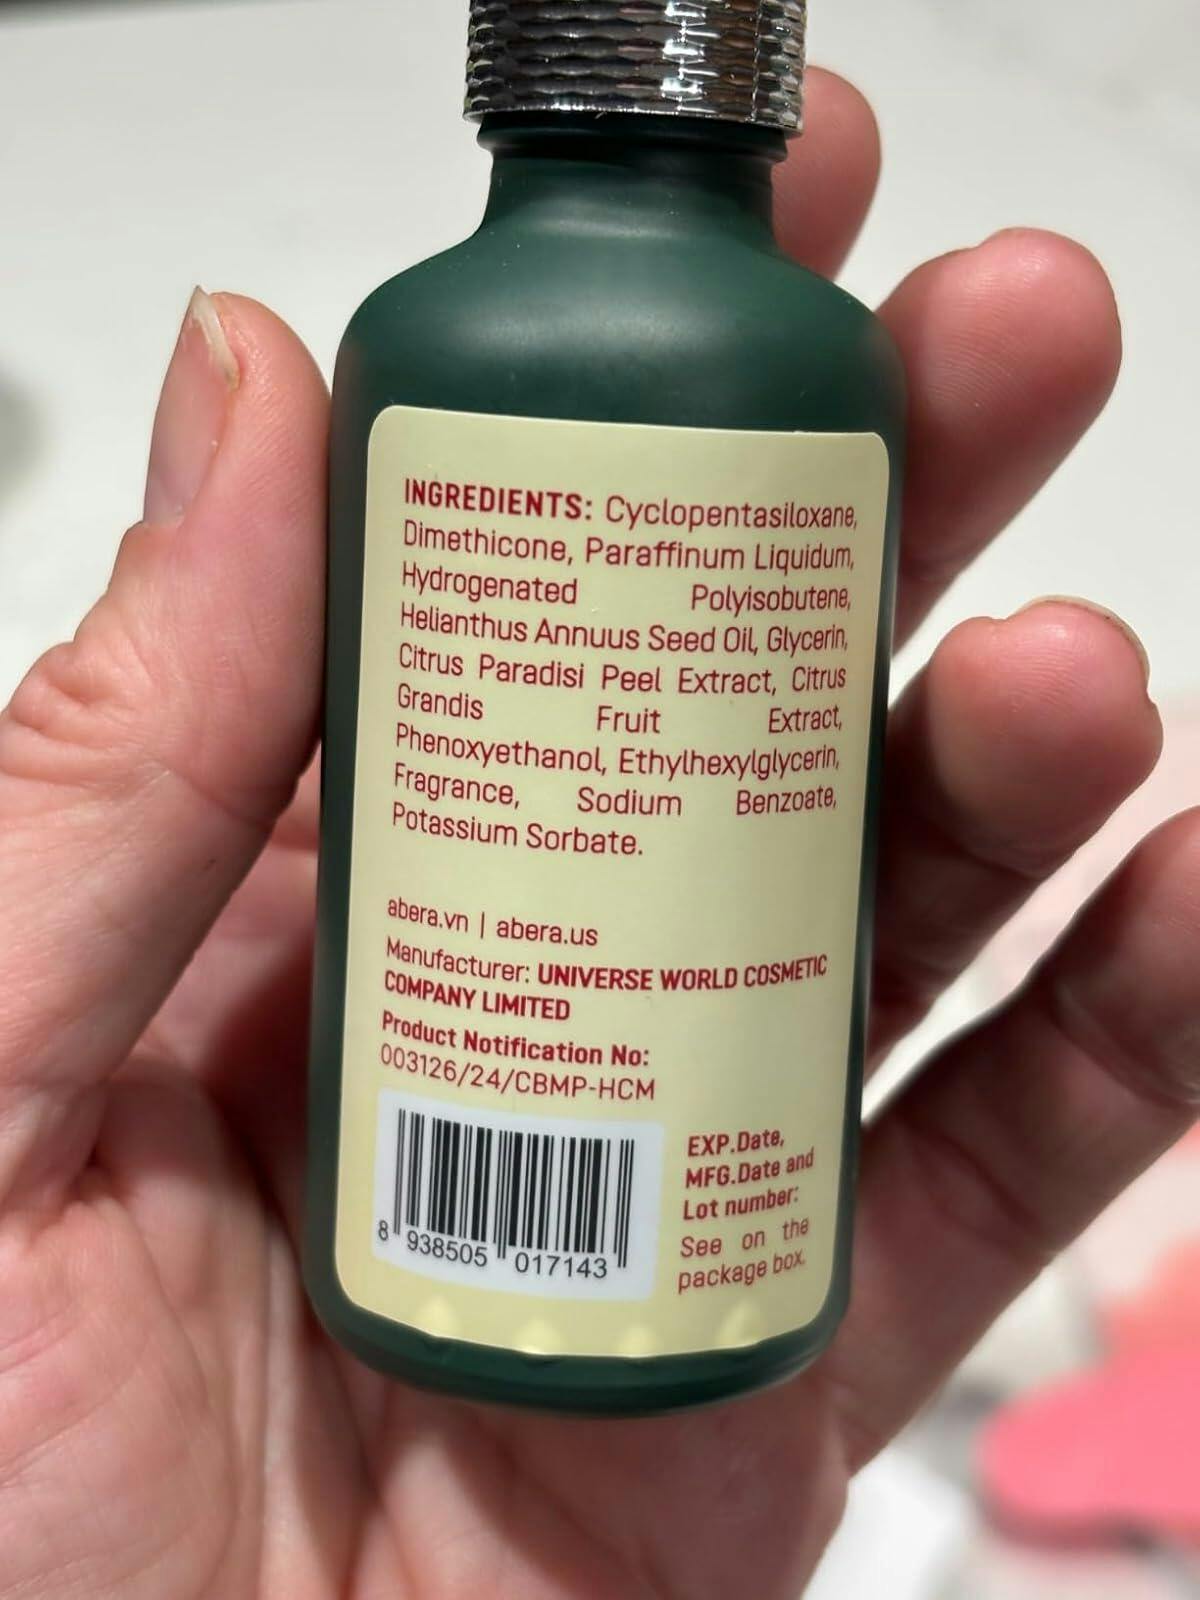 INGREDIENTS: Cyclopentasiloxane,
Dimethicone, Paraffinum Liquidum,
Hydrogenated Polyisobutene,
Helianthus Annuus Seed Oil, Glycerin,
Citrus Paradisi Peel Extract, Citrus
Grandis Fruit Extract,
Phenoxyethanol, Ethylhexylglycerin,
Fragrance, Sodium Benzoate,
Potassium Sorbate.
abera.vn | abera.us
Manufacturer: UNIVERSE WORLD COSMETIC
COMPANY LIMITED
Product Notification No:
003126/24/CBMP-HCM
8 938505 017143
EXP.Date,
MFG.Date and
Lot number:
See on the
package box.